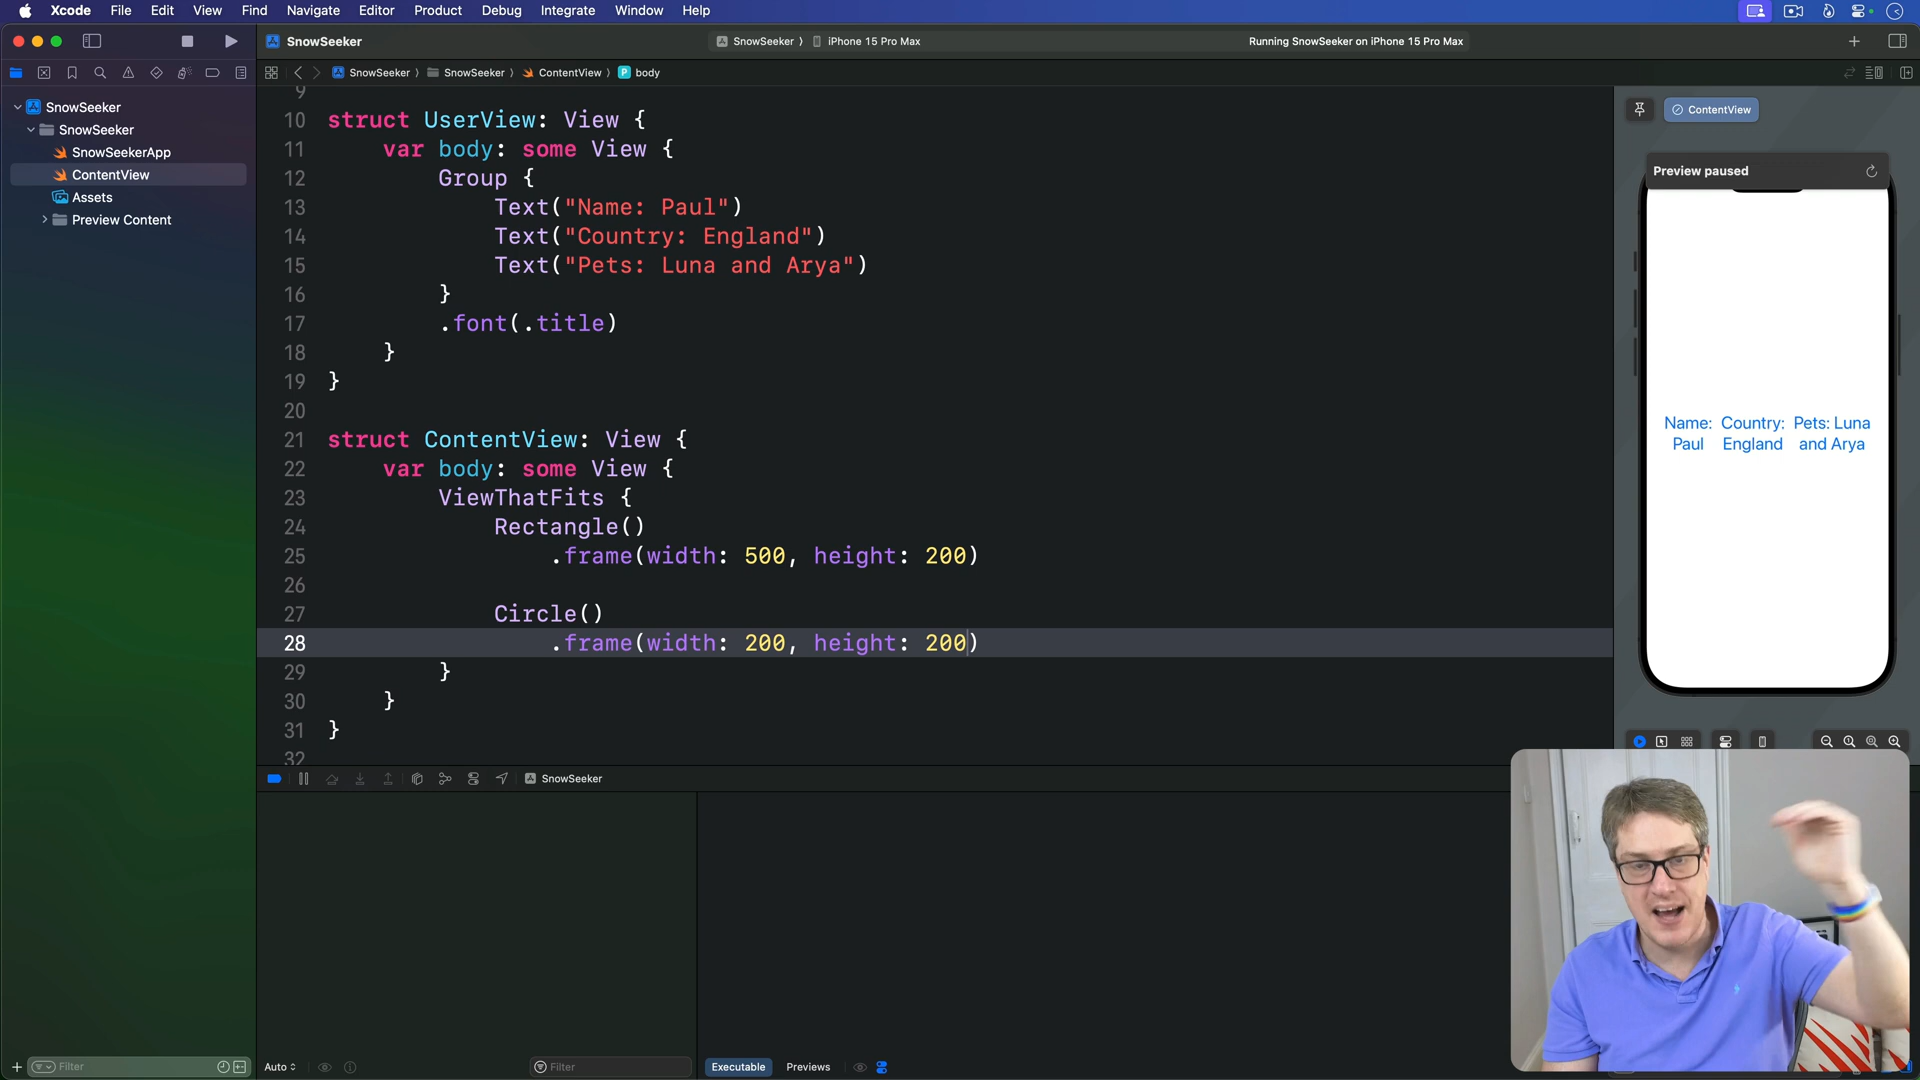 Xcode File Edit View Find Navigate Editor Product Debug Integrate Window Help
SnowSeeker
SnowSeeker 〉 iPhone 15 Pro Max
Running SnowSeeker on iPhone 15 Pro Max
SnowSeeker 〉 SnowSeeker 〉 ContentView 〉 P body
SnowSeeker
SnowSeeker
SnowSeekerApp
ContentView
Assets
Preview Content
9
10 struct UserView: View {
11 var body: some View {
12 Group {
13 Text("Name: Paul")
14 Text("Country: England")
15 Text("Pets: Luna and Arya")
16 }
17 .font(.title)
18 }
19 }
20
21 struct ContentView: View {
22 var body: some View {
23 ViewThatFits {
24 Rectangle()
25 .frame(width: 500, height: 200)
26
27 Circle()
28 .frame(width: 200, height: 200)
29 }
30 }
31 }
32
ContentView
Preview paused
Name: Country: Pets: Luna
Paul England and Arya
SnowSeeker
Filter
Auto
Filter
Executable Previews